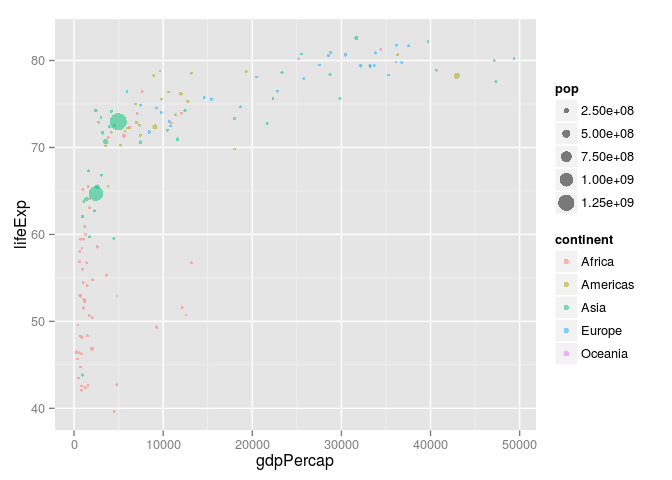 80
70
60
50
40
lifeExp
0
10000
20000
30000
40000
50000
gdpPercap
pop
2.50e+08
5.00e+08
7.50e+08
1.00e+09
1.25e+09
continent
Africa
Americas
Asia
Europe
Oceania